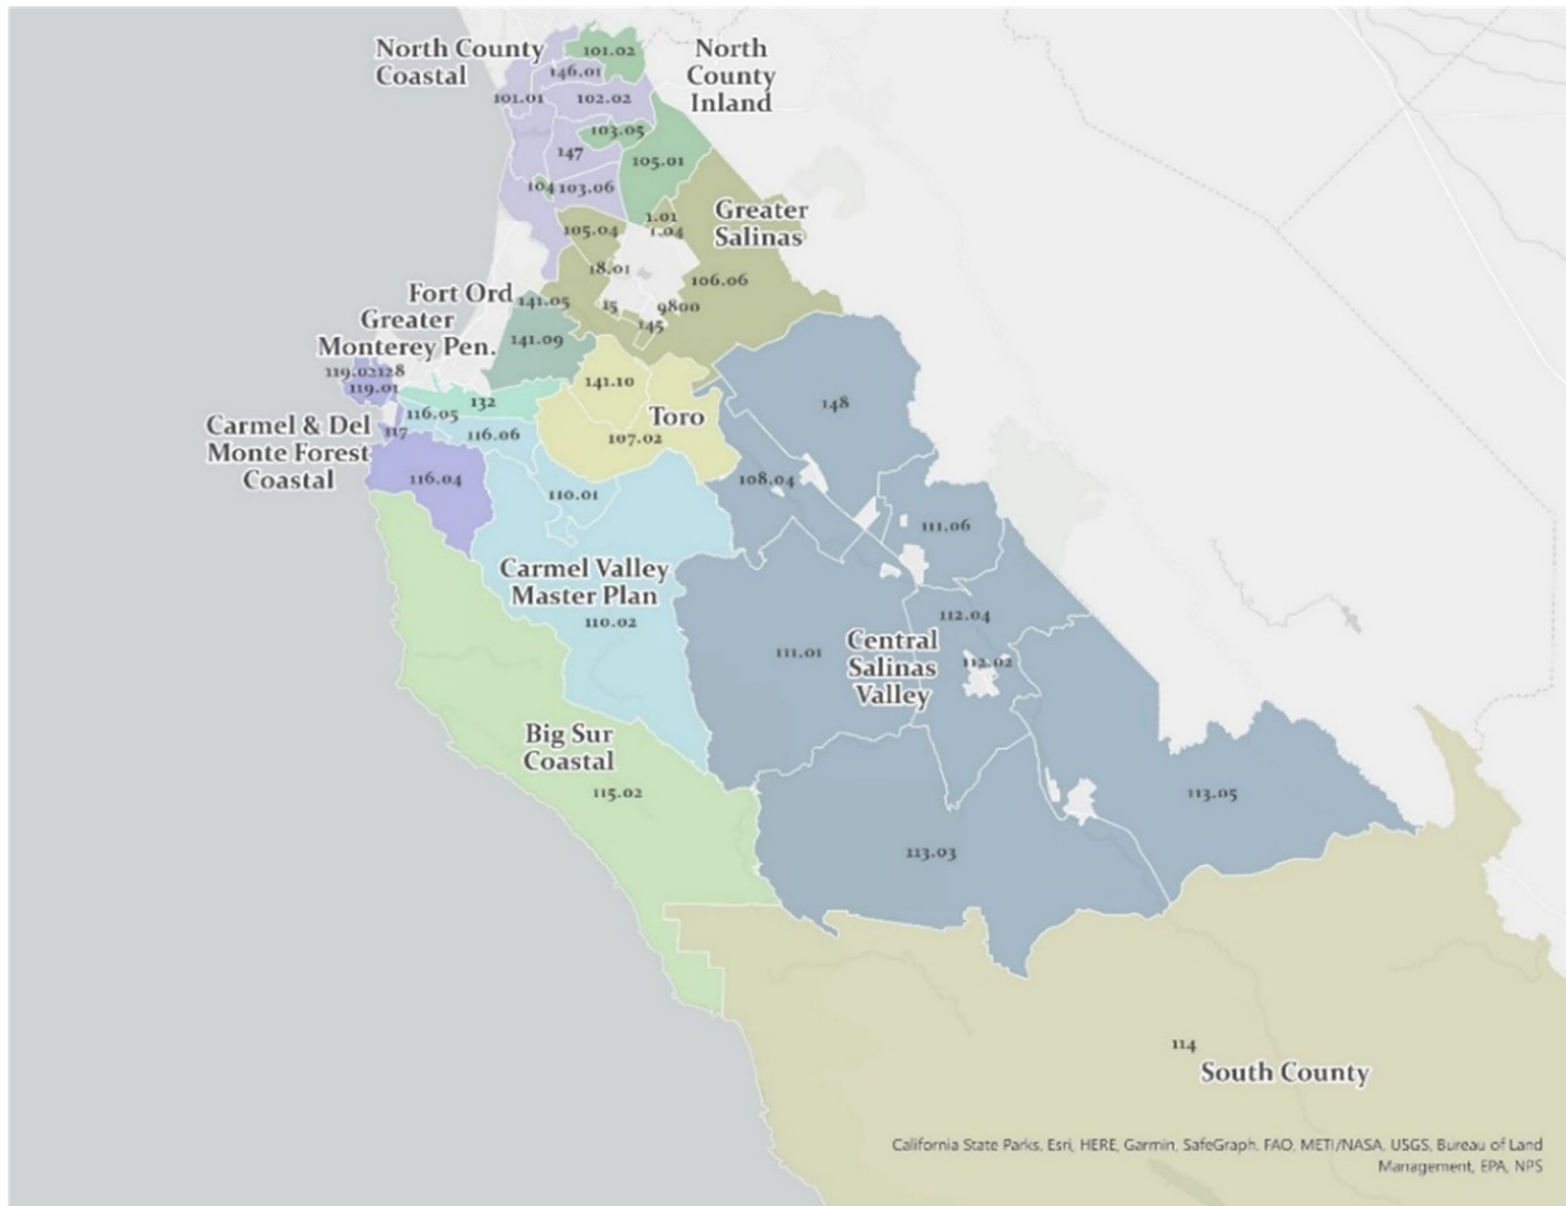 North County
Coastal
North
County
Inland
101.02
146.01
101.01
102.02
103.05
147
105.01
104
103.06
1.01
1.04
Greater
Salinas
105.04
18.01
106.06
Fort Ord
141.05
15
9800
145
Greater
Monterey Pen.
141.09
119.02
128
119.01
141.10
132
Toro
148
116.05
117
116.06
107.02
Carmel & Del
Monte Forest
Coastal
116.04
110.01
108.04
111.06
Carmel Valley
Master Plan
110.02
112.04
111.01
Central
Salinas
Valley
112.02
Big Sur
Coastal
115.02
113.05
113.03
114
South County
California State Parks, Esri, HERE, Garmin, SafeGraph, FAO, METI/NASA, USGS, Bureau of Land
Management, EPA, NPS